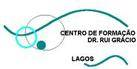 CENTRO DE FORMAÇÃO
DR. RUI GRÁCIO
LAGOS